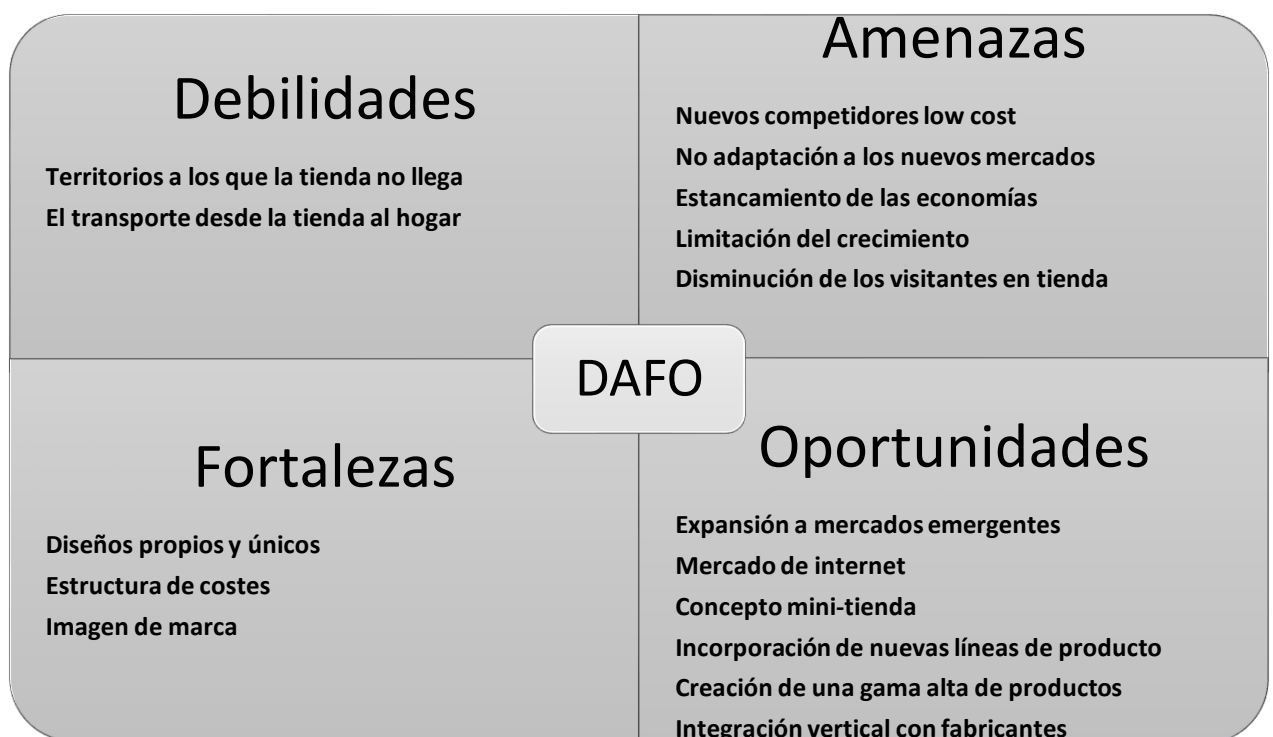 Debilidades
Territorios a los que la tienda no llega
El transporte desde la tienda al hogar
Amenazas
Nuevos competidores low cost
No adaptación a los nuevos mercados
Estancamiento de las economías
Limitación del crecimiento
Disminución de los visitantes en tienda
DAFO
Fortalezas
Diseños propios y únicos
Estructura de costes
Imagen de marca
Oportunidades
Expansión a mercados emergentes
Mercado de internet
Concepto mini-tienda
Incorporación de nuevas líneas de producto
Creación de una gama alta de productos
Integración vertical con fabricantes